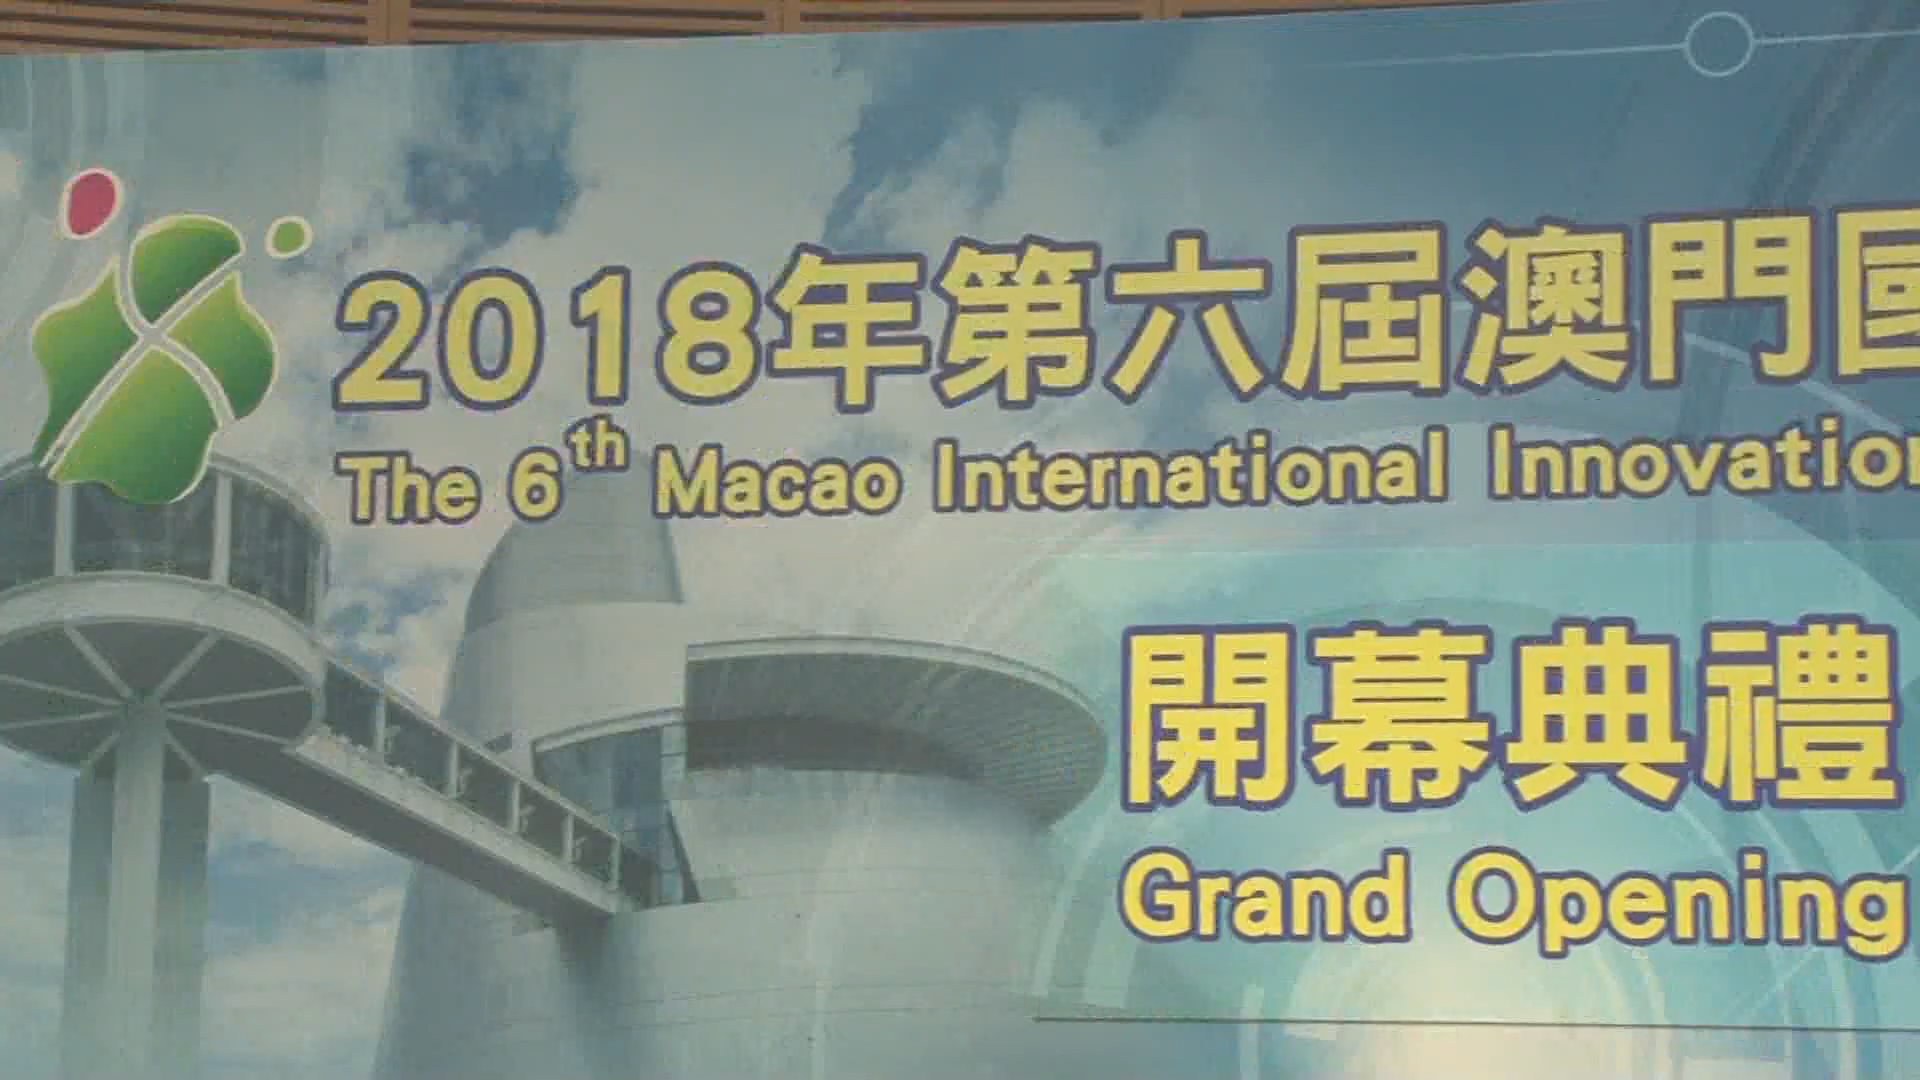 2018年第六屆澳門國
The 6th Macao International Innovation
開幕典禮
Grand Opening